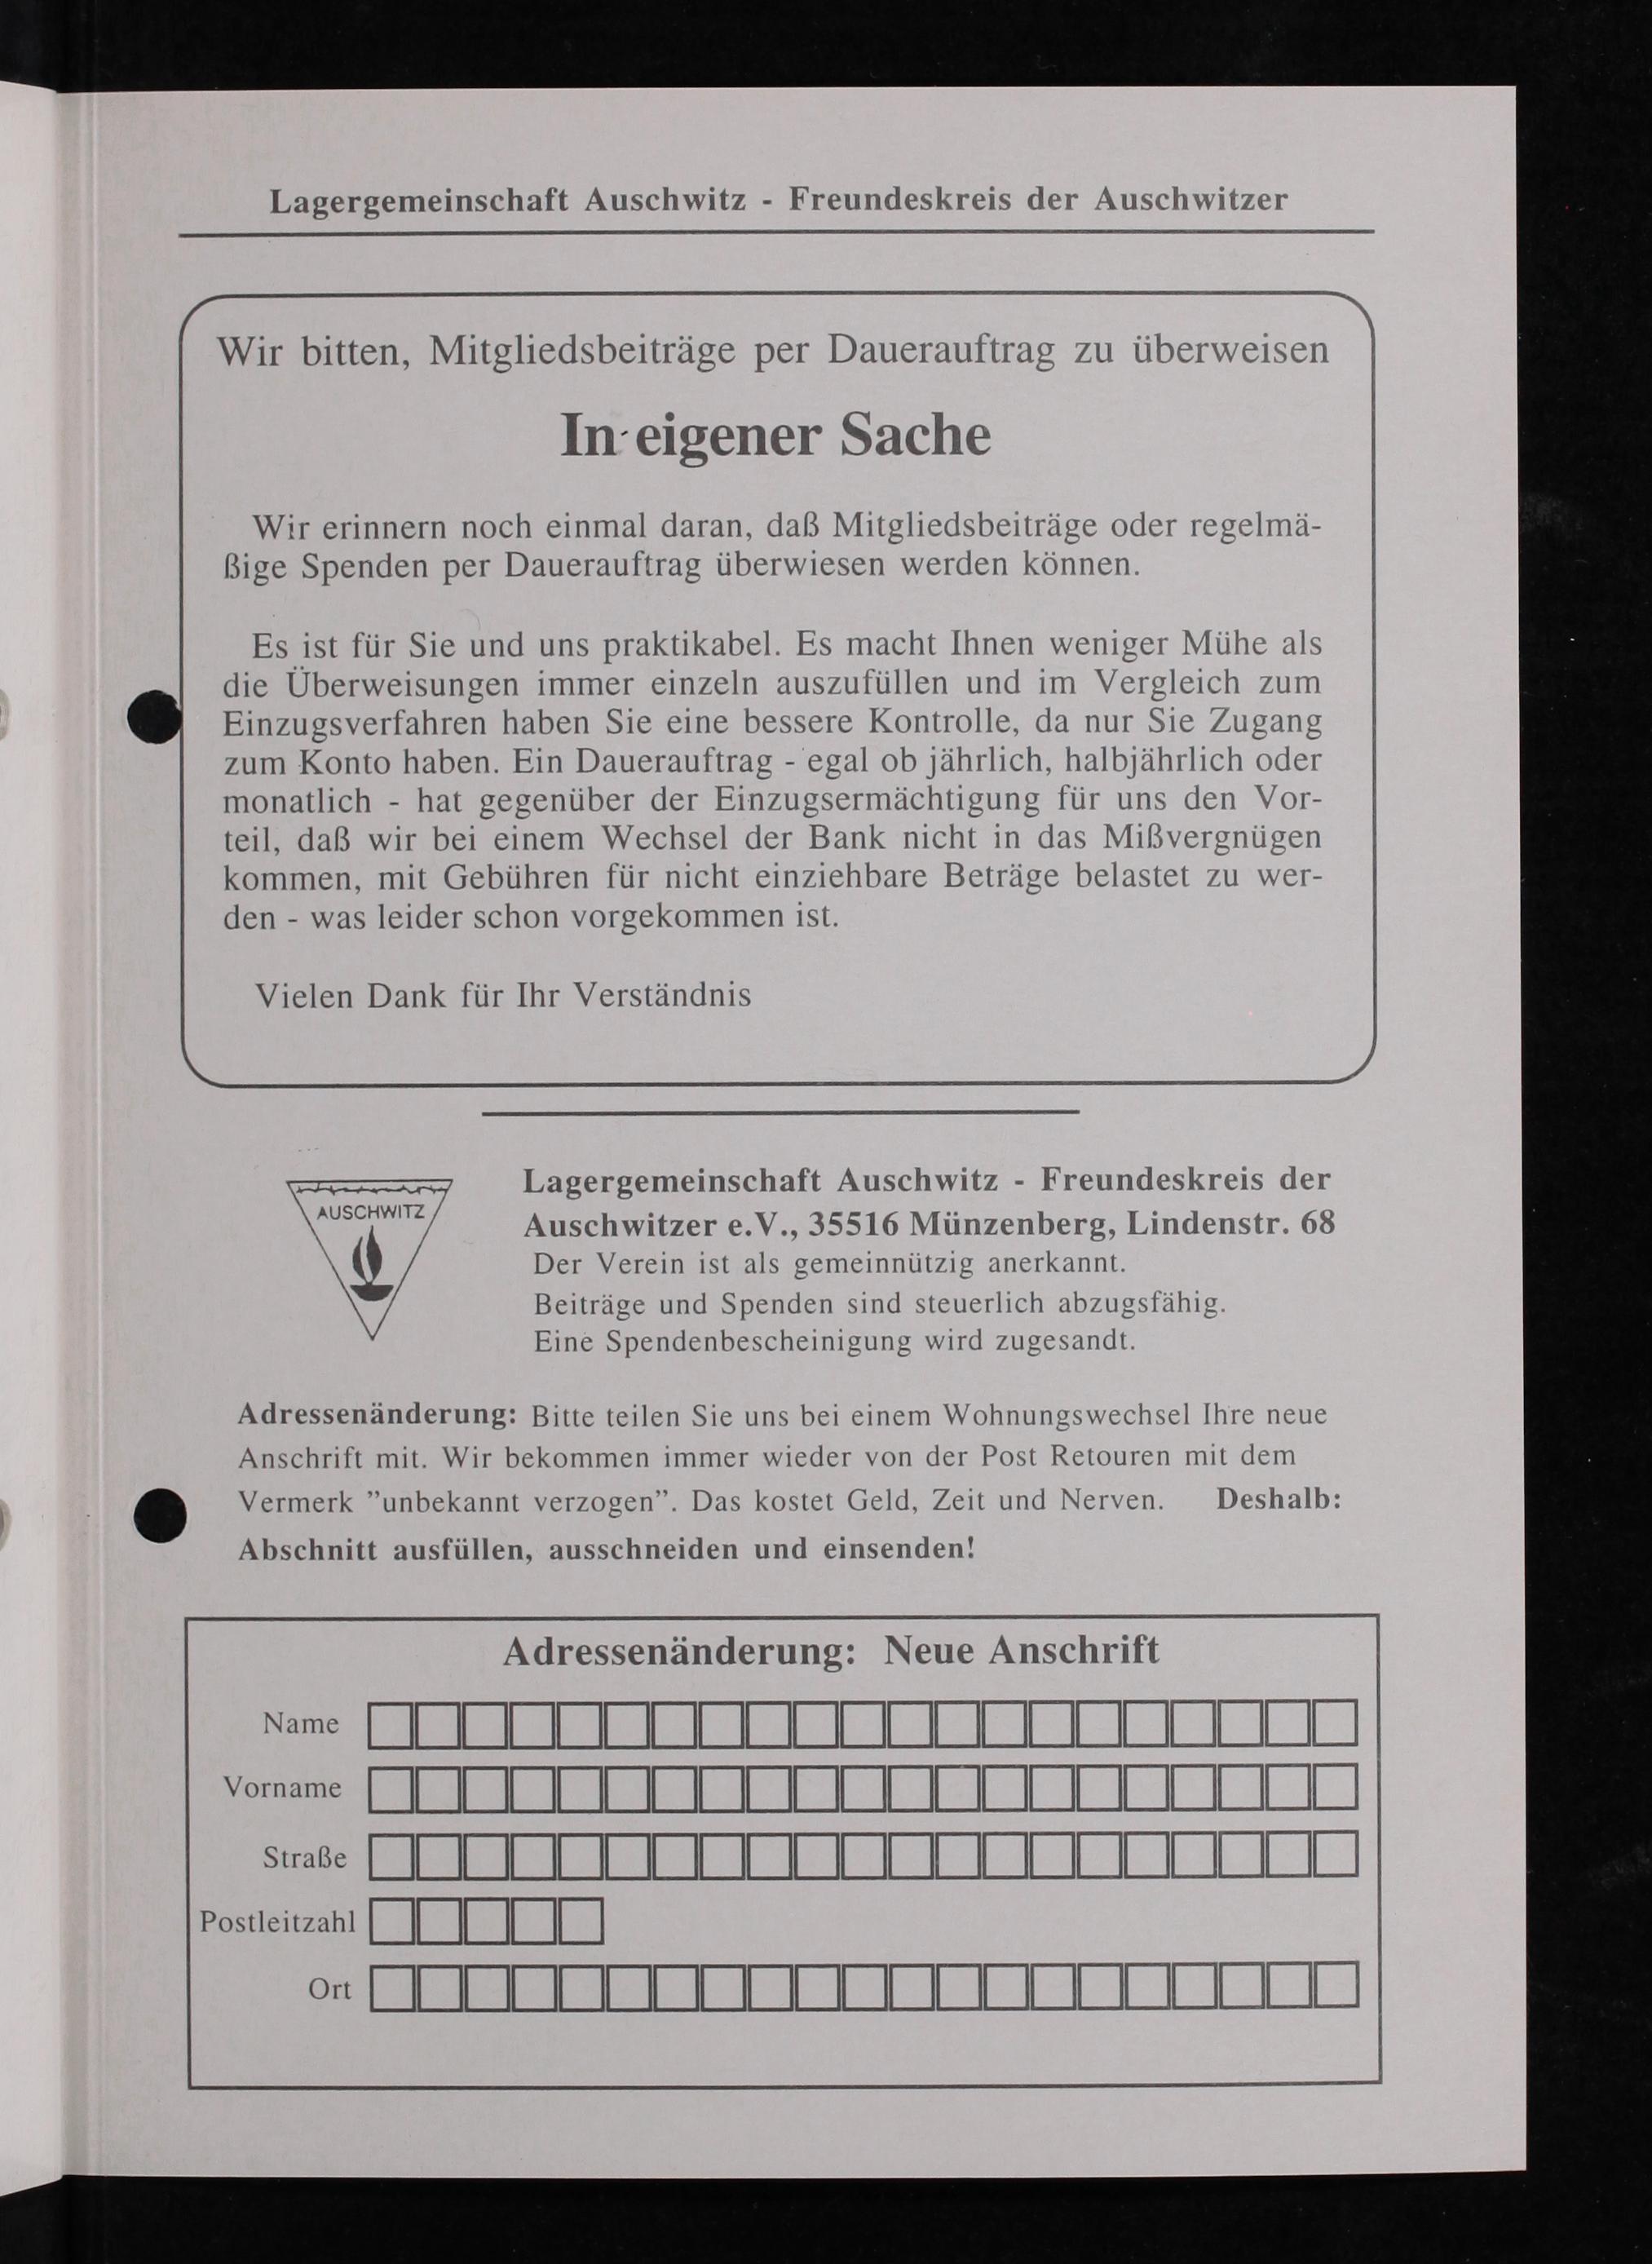 Lagergemeinschaft Auschwitz - Freundeskreis der Auschwitzer
Wir bitten, Mitgliedsbeiträge per Dauerauftrag zu überweisen
In eigener Sache
Wir erinnern noch einmal daran, daß Mitgliedsbeiträge oder regelmä-
ßige Spenden per Dauerauftrag überwiesen werden können.
Es ist für Sie und uns praktikabel. Es macht Ihnen weniger Mühe als
die Überweisungen immer einzeln auszufüllen und im Vergleich zum
Einzugsverfahren haben Sie eine bessere Kontrolle, da nur Sie Zugang
zum Konto haben. Ein Dauerauftrag - egal ob jährlich, halbjährlich oder
monatlich - hat gegenüber der Einzugsermächtigung für uns den Vor-
teil, daß wir bei einem Wechsel der Bank nicht in das Mißvergnügen
kommen, mit Gebühren für nicht einziehbare Beträge belastet zu wer-
den - was leider schon vorgekommen ist.
Vielen Dank für Ihr Verständnis
AUSCHWITZ
Lagergemeinschaft Auschwitz - Freundeskreis der
Auschwitzer e.V., 35516 Münzenberg, Lindenstr. 68
Der Verein ist als gemeinnützig anerkannt.
Beiträge und Spenden sind steuerlich abzugsfähig.
Eine Spendenbescheinigung wird zugesandt.
Adressenänderung: Bitte teilen Sie uns bei einem Wohnungswechsel Ihre neue
Anschrift mit. Wir bekommen immer wieder von der Post Retouren mit dem
Vermerk ”unbekannt verzogen”. Das kostet Geld, Zeit und Nerven. Deshalb:
Abschnitt ausfüllen, ausschneiden und einsenden!
Adressenänderung: Neue Anschrift
Name
Vorname
Straße
Postleitzahl
Ort